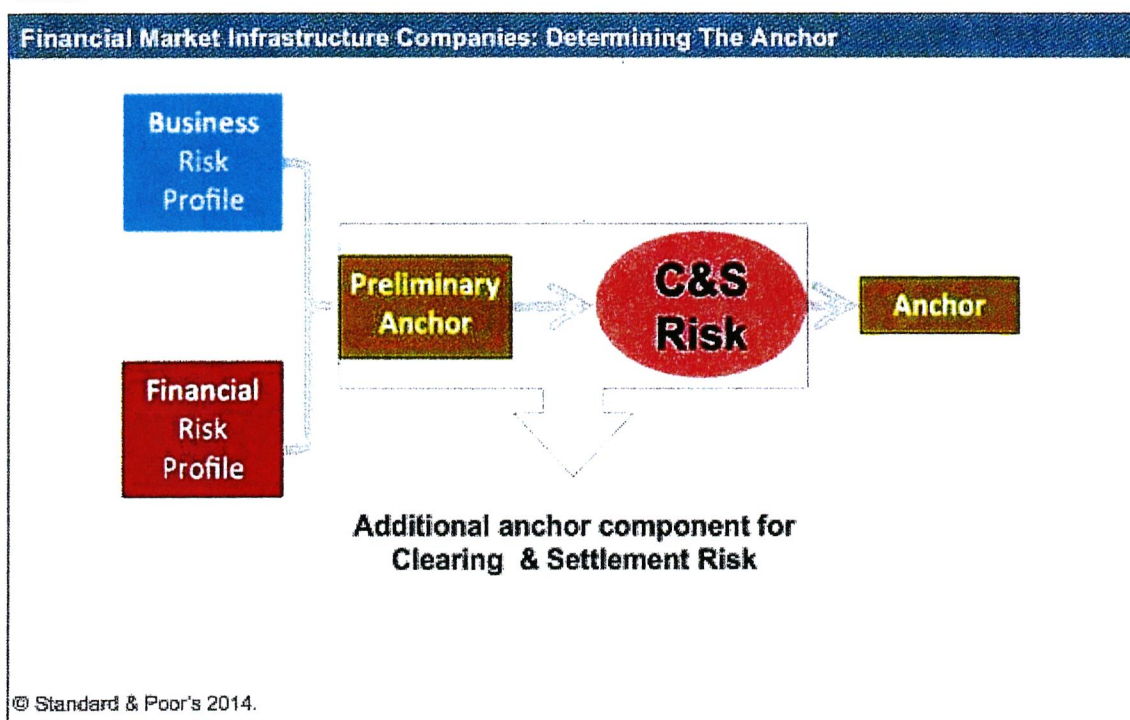 Financial Market Infrastructure Companies: Determining The Anchor
Business
Risk
Profile
Financial
Risk
Profile
Preliminary
Anchor
C&S
Risk
Anchor
Additional anchor component for
Clearing & Settlement Risk
© Standard & Poor's 2014.